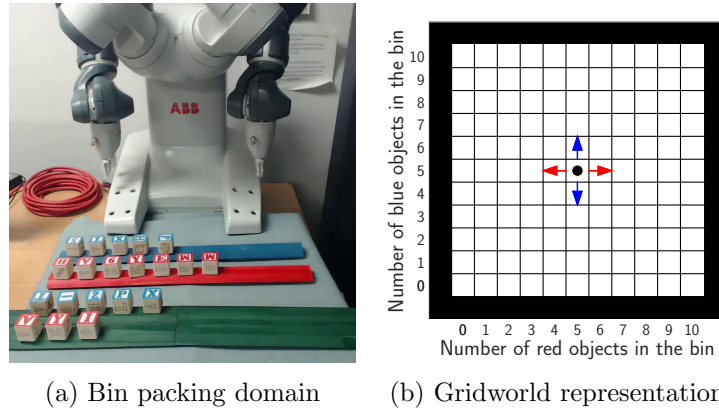 ABB
Number of blue objects in the bin
10
9
8
7
6
5
4
3
2
1
0
0 1 2 3 4 5 6 7 8 9 10
Number of red objects in the bin
(a) Bin packing domain
(b) Gridworld representation